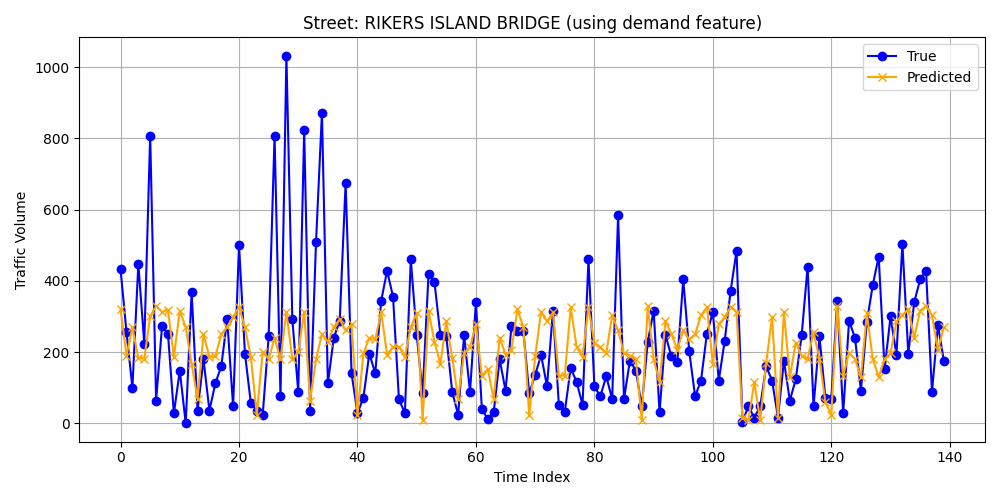 Street: RIKERS ISLAND BRIDGE (using demand feature)
True
Predicted
Traffic Volume
1000
800
600
400
200
0
0 20 40 60 80 100 120 140
Time Index